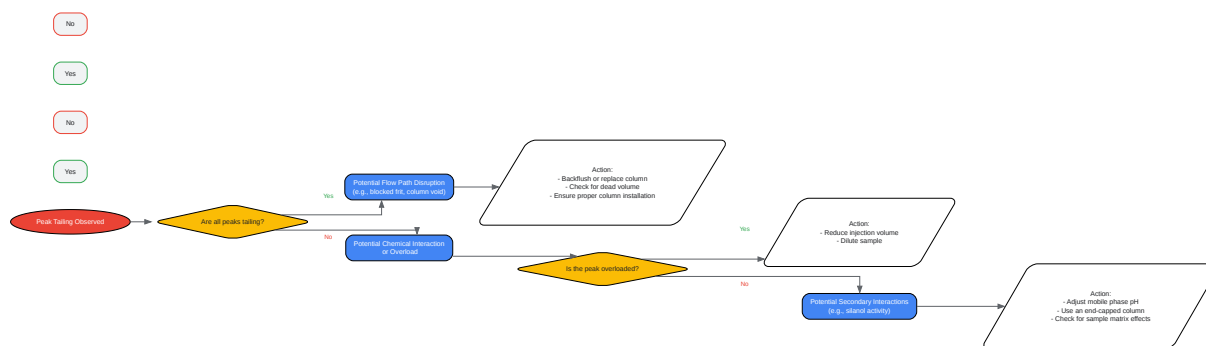 No
Yes
No
Yes
Peak Tailing Observed
Are all peaks tailing?
Yes
No
Potential Flow Path Disruption
(e.g., blocked frit, column void)
Action:
- Backflush or replace column
- Check for dead volume
- Ensure proper column installation
Potential Chemical Interaction
or Overload
Is the peak overloaded?
Yes
No
Action:
- Reduce injection volume
- Dilute sample
Potential Secondary Interactions
(e.g., silanol activity)
Action:
- Adjust mobile phase pH
- Use an end-capped column
- Check for sample matrix effects